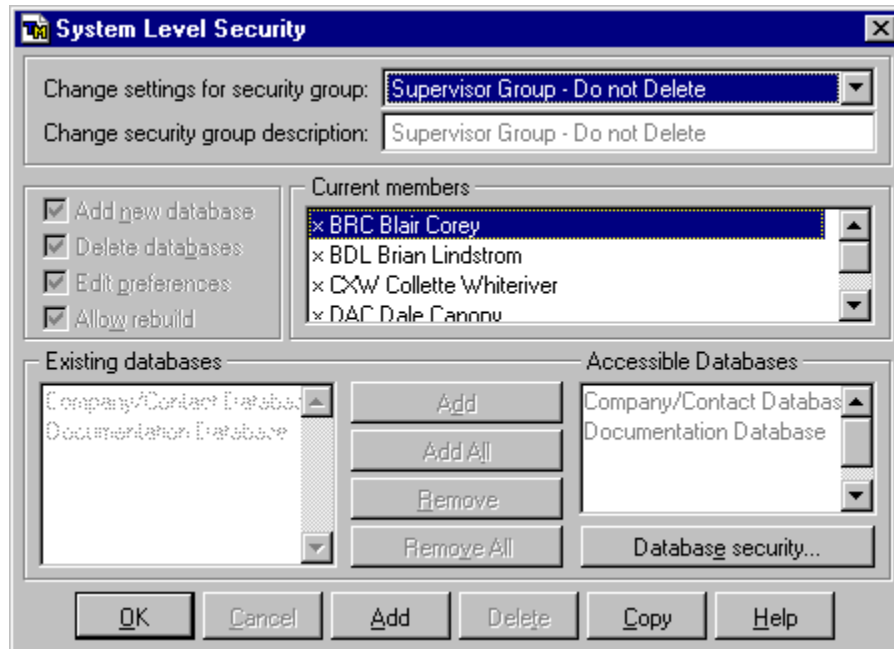 TM System Level Security
Change settings for security group: Supervisor Group - Do not Delete
Change security group description: Supervisor Group - Do not Delete
Add new database
Delete databases
Edit preferences
Allow rebuild
Current members
× BRC Blair Corey
× BDL Brian Lindstrom
× CXW Collette Whiteriver
× DAC Dale Canopy
Existing databases
Company/Contact Databas
Documentation Database
Add
Add All
Remove
Remove All
Accessible Databases
Company/Contact Databas
Documentation Database
Database security...
OK Cancel Add Delete Copy Help